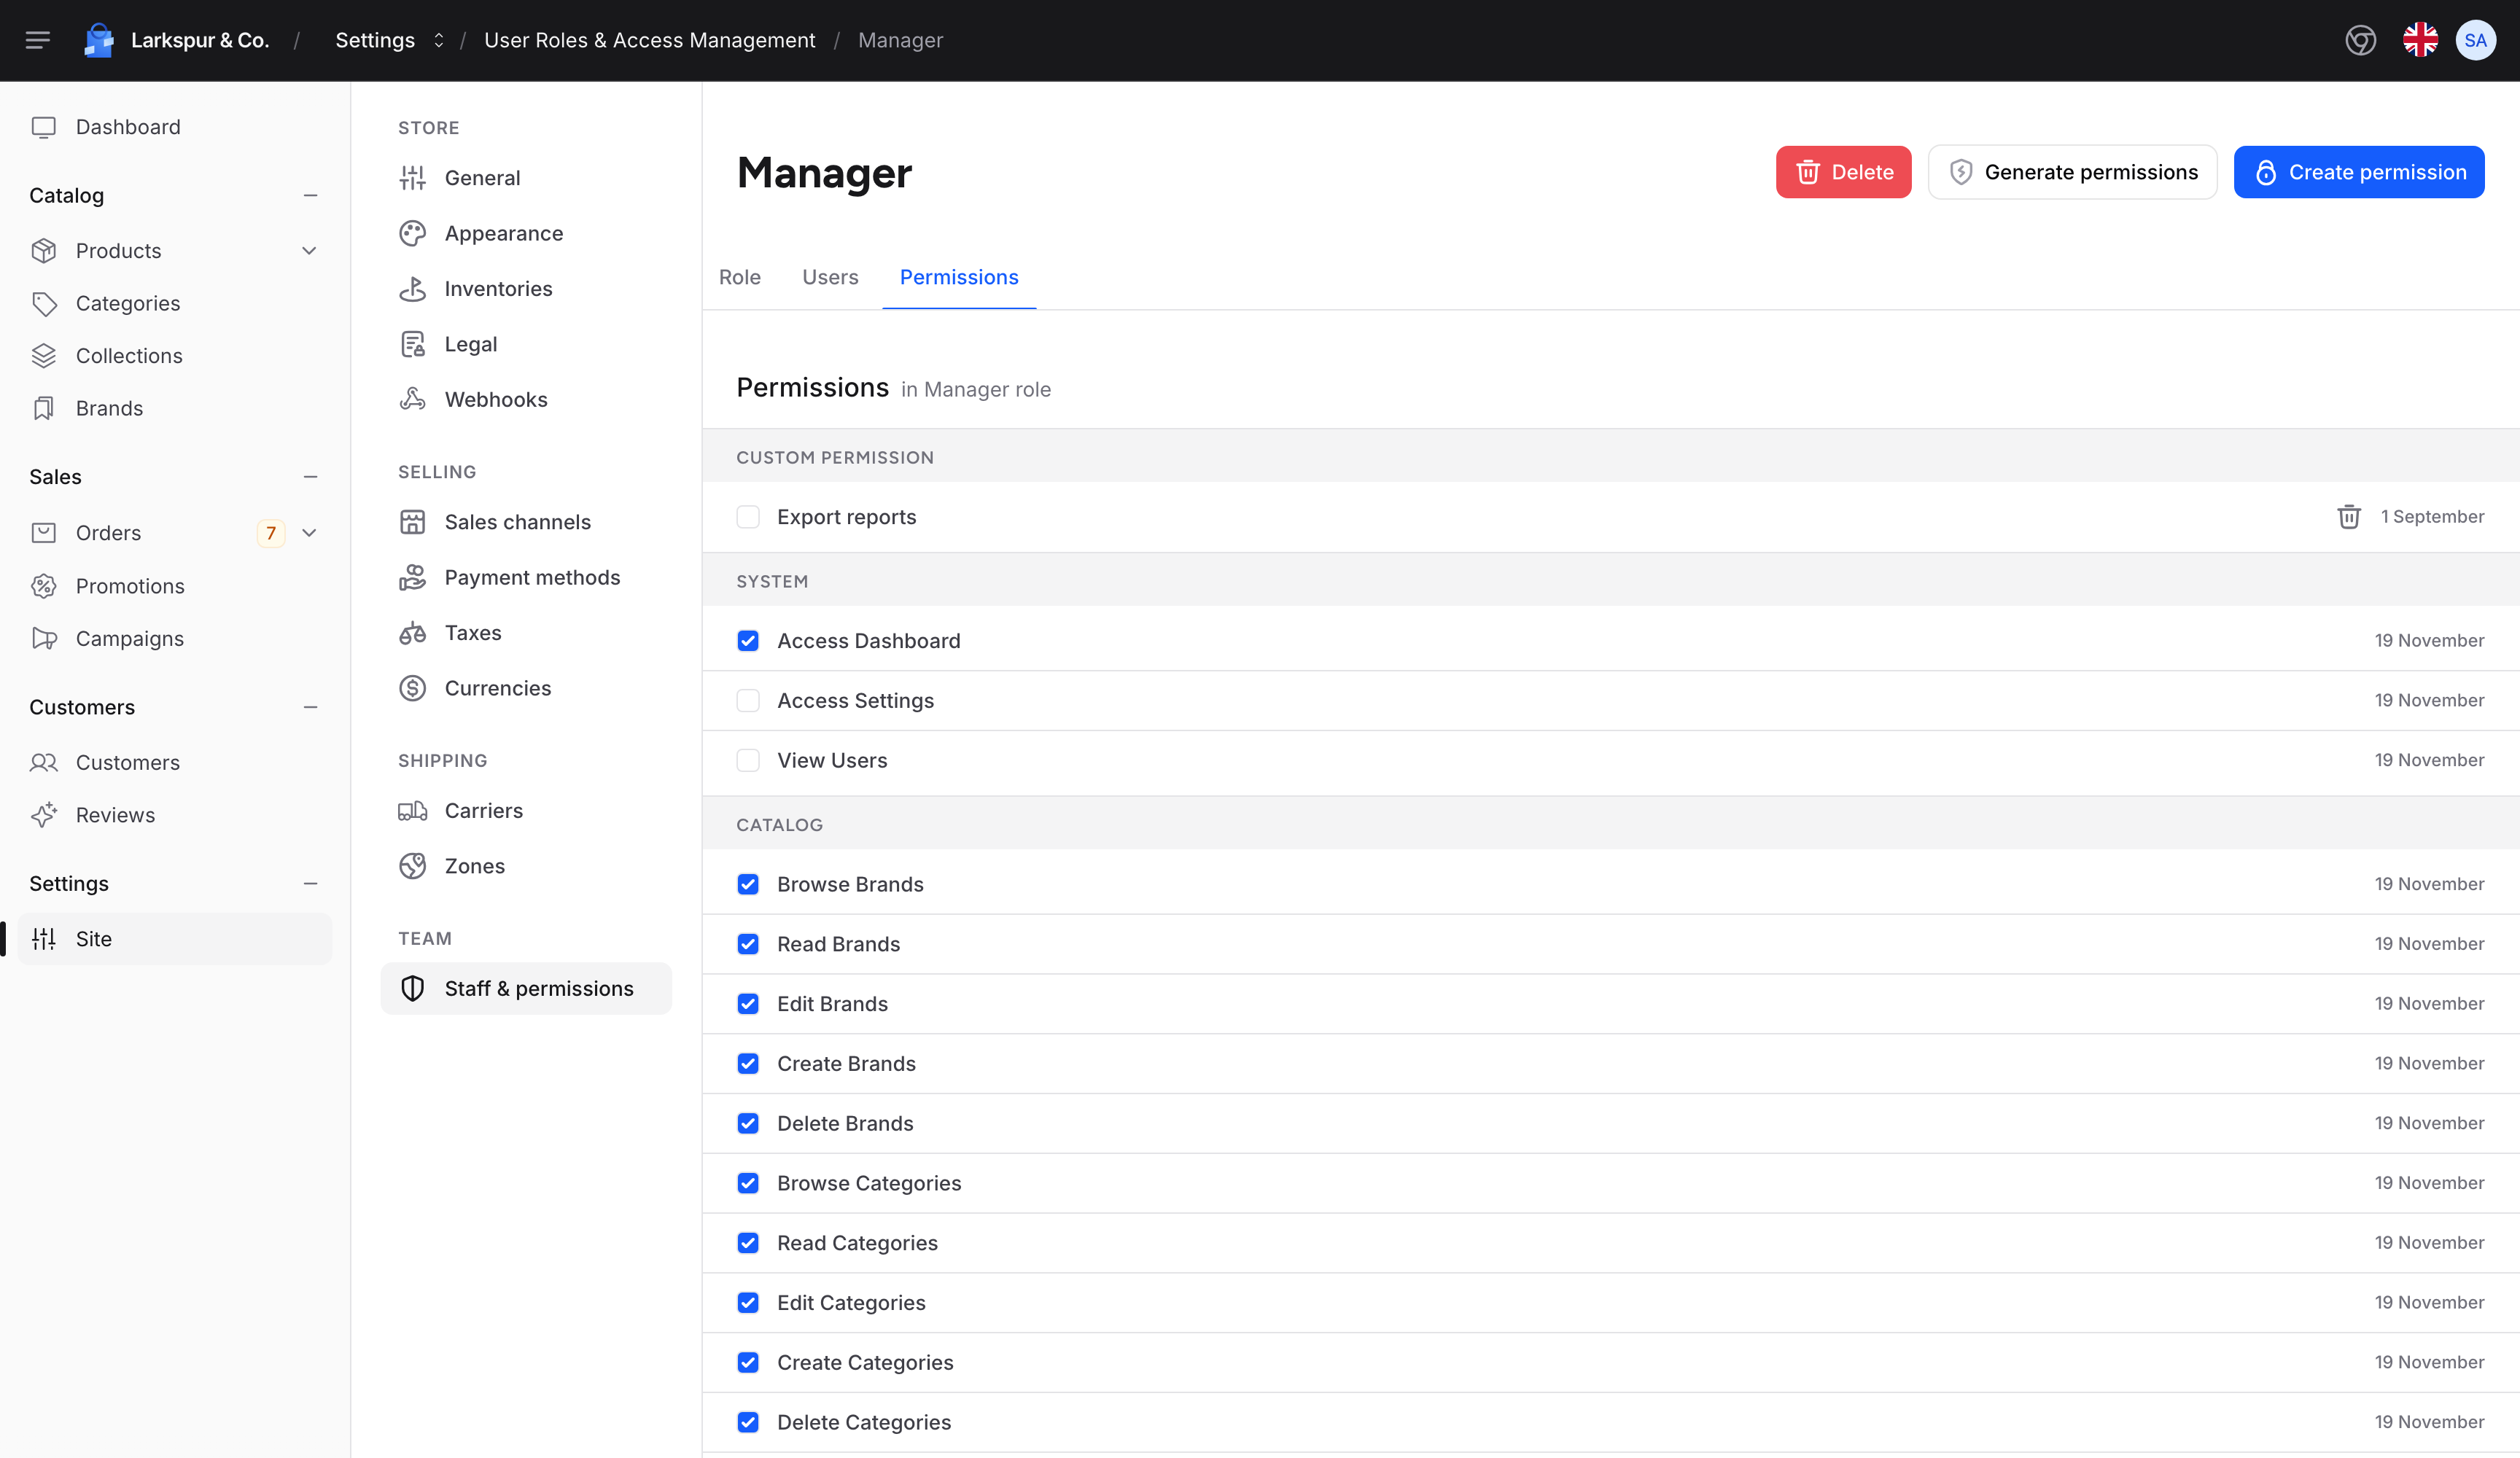 Larkspur & Co. / Settings / User Roles & Access Management / Manager
SA
Dashboard
Catalog
Products
Categories
Collections
Brands
Sales
Orders 7
Promotions
Campaigns
Customers
Customers
Reviews
Settings
Site
STORE
General
Appearance
Inventories
Legal
Webhooks
SELLING
Sales channels
Payment methods
Taxes
Currencies
SHIPPING
Carriers
Zones
TEAM
Staff & permissions
Manager
Delete
Generate permissions
Create permission
Role Users Permissions
Permissions in Manager role
CUSTOM PERMISSION
Export reports 1 September
SYSTEM
Access Dashboard 19 November
Access Settings 19 November
View Users 19 November
CATALOG
Browse Brands 19 November
Read Brands 19 November
Edit Brands 19 November
Create Brands 19 November
Delete Brands 19 November
Browse Categories 19 November
Read Categories 19 November
Edit Categories 19 November
Create Categories 19 November
Delete Categories 19 November